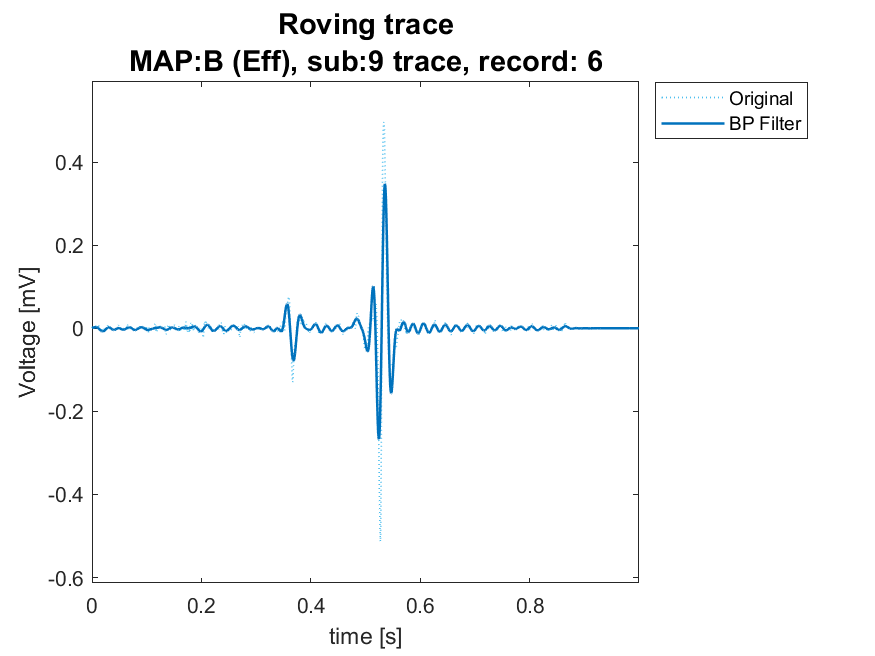 Roving trace
MAP:B (Eff), sub:9 trace, record: 6
Original
BP Filter
0.4
0.2
0
-0.2
-0.4
-0.6
Voltage [mV]
0 0.2 0.4 0.6 0.8
time [s]